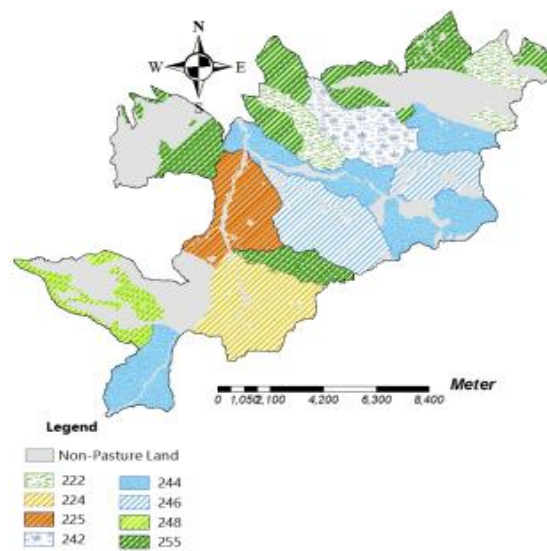 N
W E
S
Meter
0 1,050 2,100 4,200 6,300 8,400
Legend
Non-Pasture Land
222 244
224 246
225 248
242 255